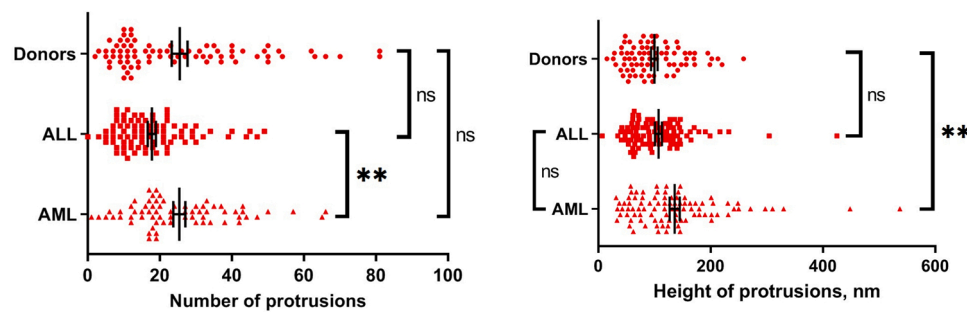 Donors
ALL
AML
ns
ns
**
0 20 40 60 80 100
Number of protrusions
Donors
ALL
AML
ns
ns
**
0 200 400 600
Height of protrusions, nm